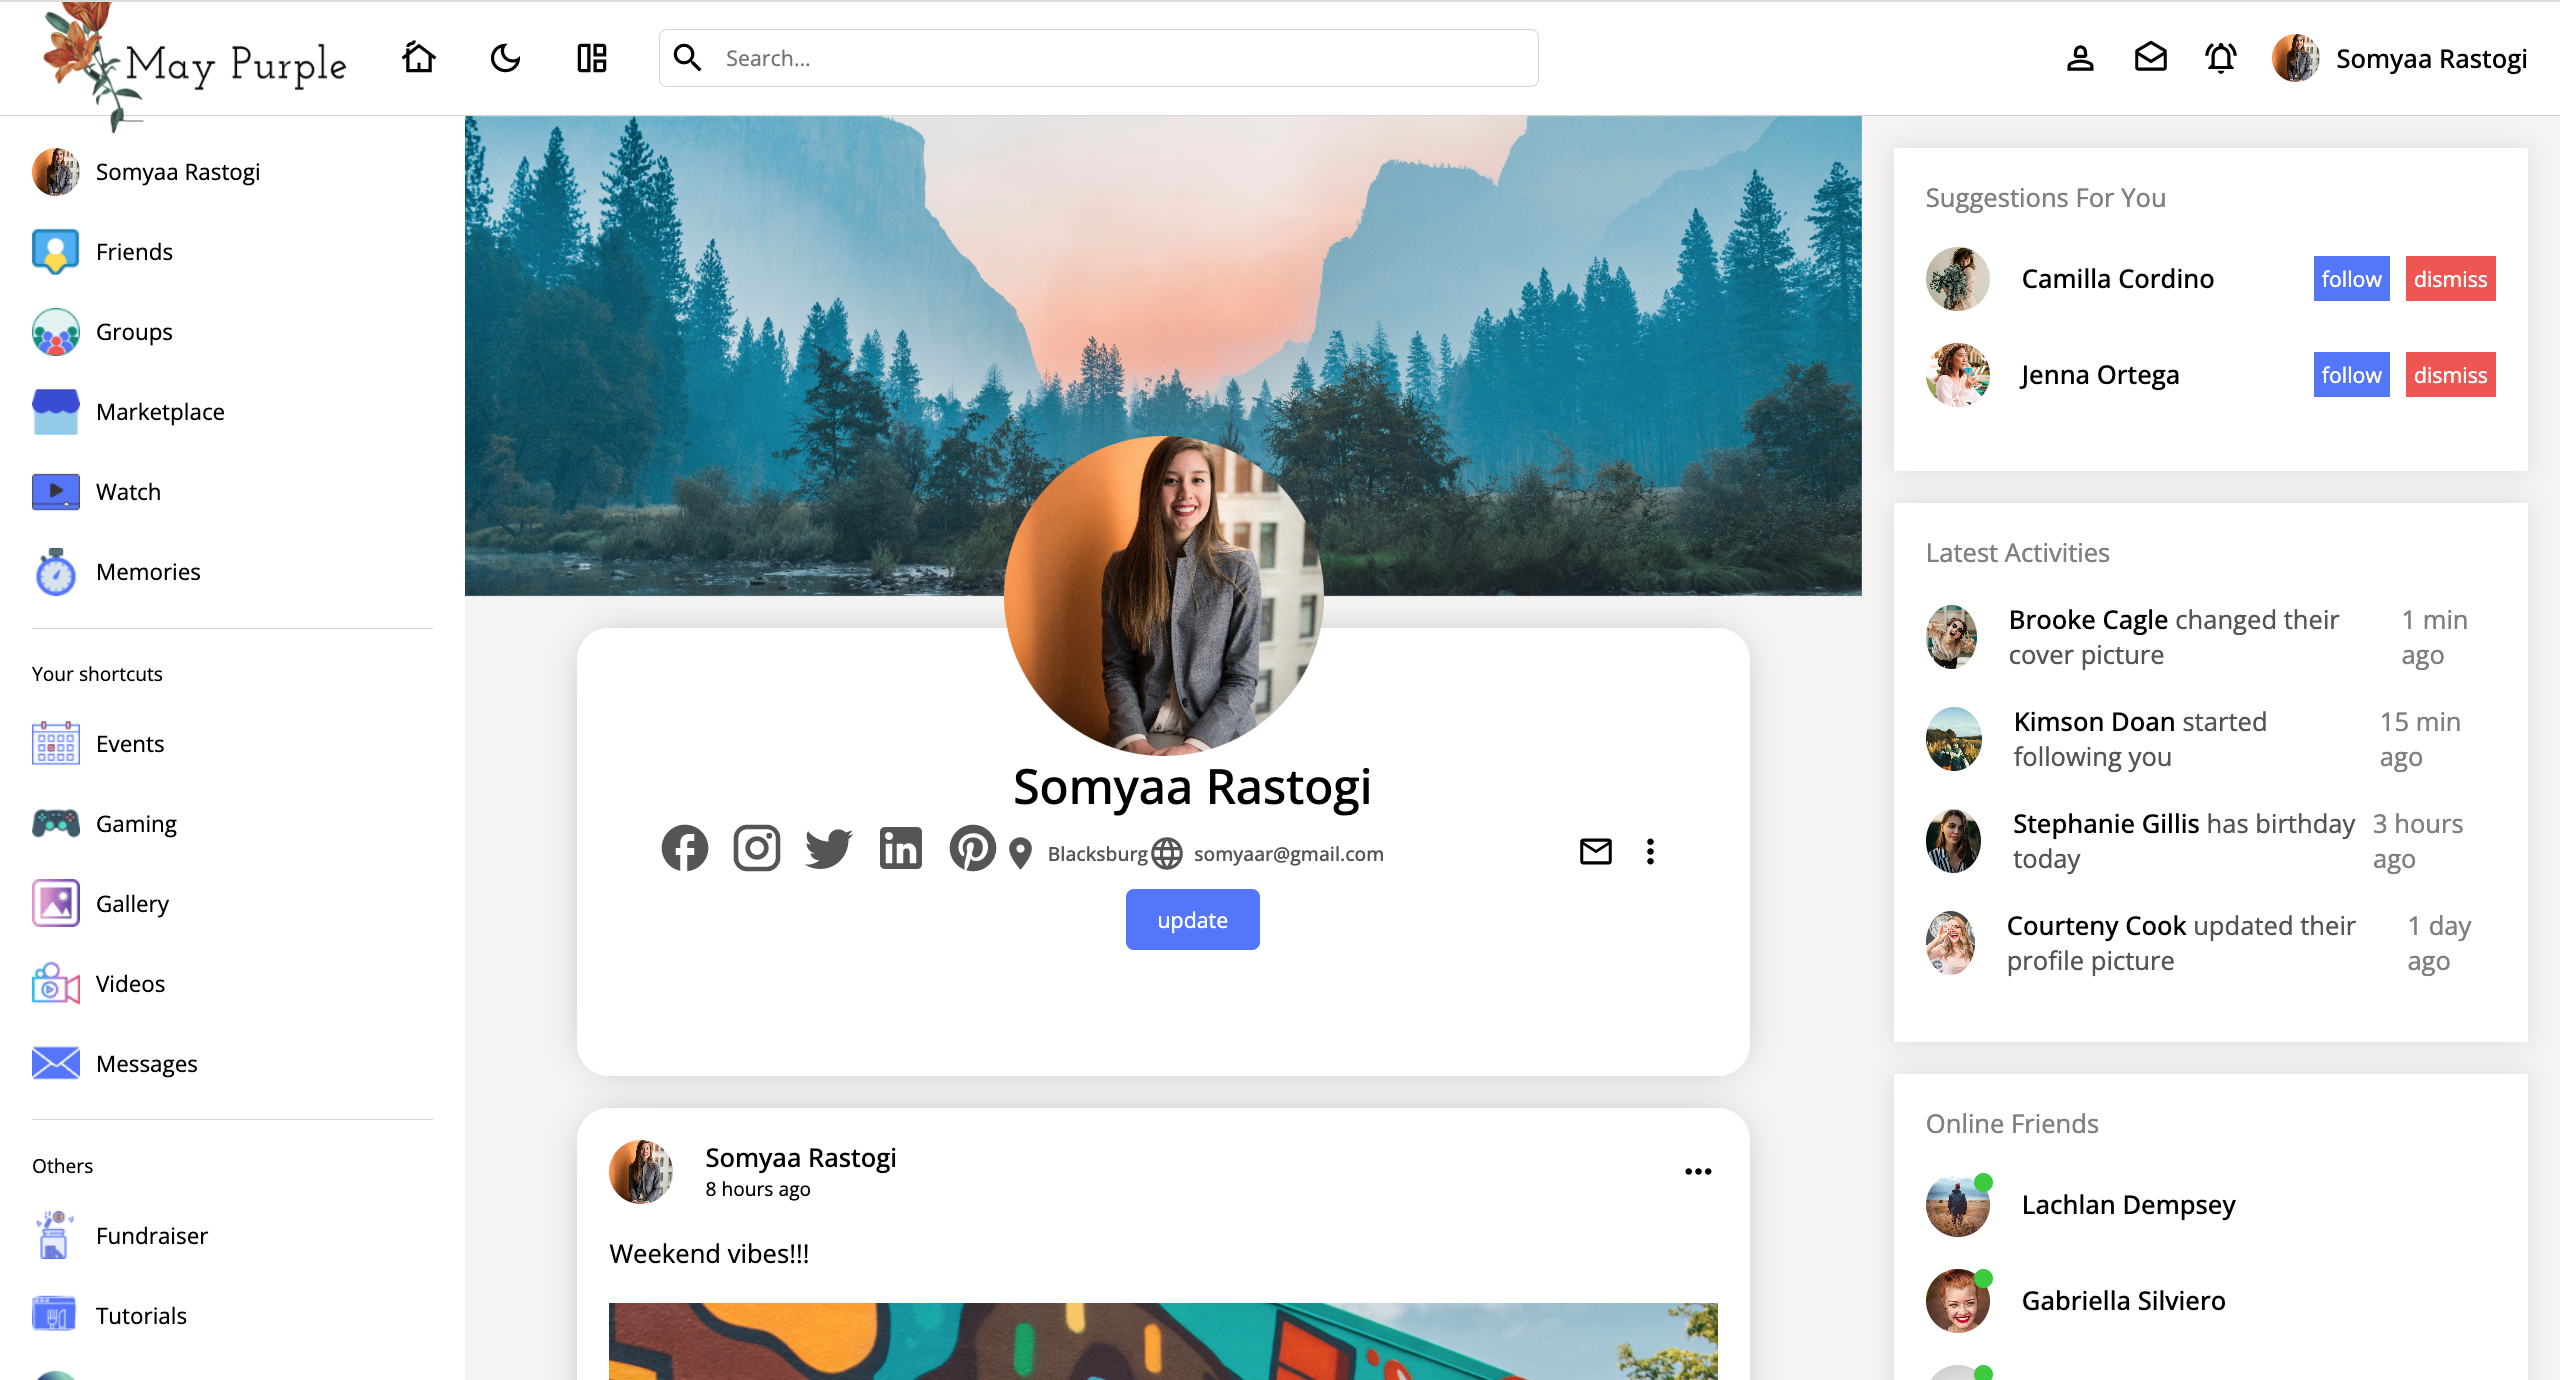 May Purple
Search...
Somyaa Rastogi
Somyaa Rastogi
Friends
Groups
Marketplace
Watch
Memories
Your shortcuts
Events
Gaming
Gallery
Videos
Messages
Others
Fundraiser
Tutorials
Somyaa Rastogi
Blacksburg
somyaar@gmail.com
update
Somyaa Rastogi
8 hours ago
Weekend vibes!!!
Suggestions For You
Camilla Cordino
follow
dismiss
Jenna Ortega
follow
dismiss
Latest Activities
Brooke Cagle changed their
cover picture
1 min
ago
Kimson Doan started
following you
15 min
ago
Stephanie Gillis has birthday
today
3 hours
ago
Courteny Cook updated their
profile picture
1 day
ago
Online Friends
Lachlan Dempsey
Gabriella Silviero